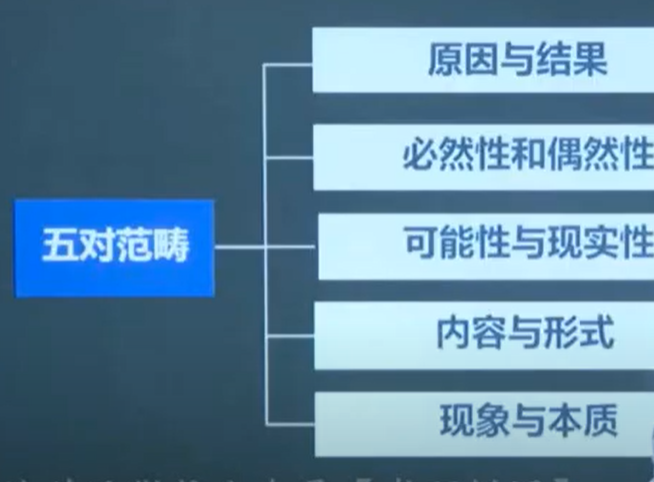 原因与结果
必然性和偶然性
五对范畴
可能性与现实性
内容与形式
现象与本质